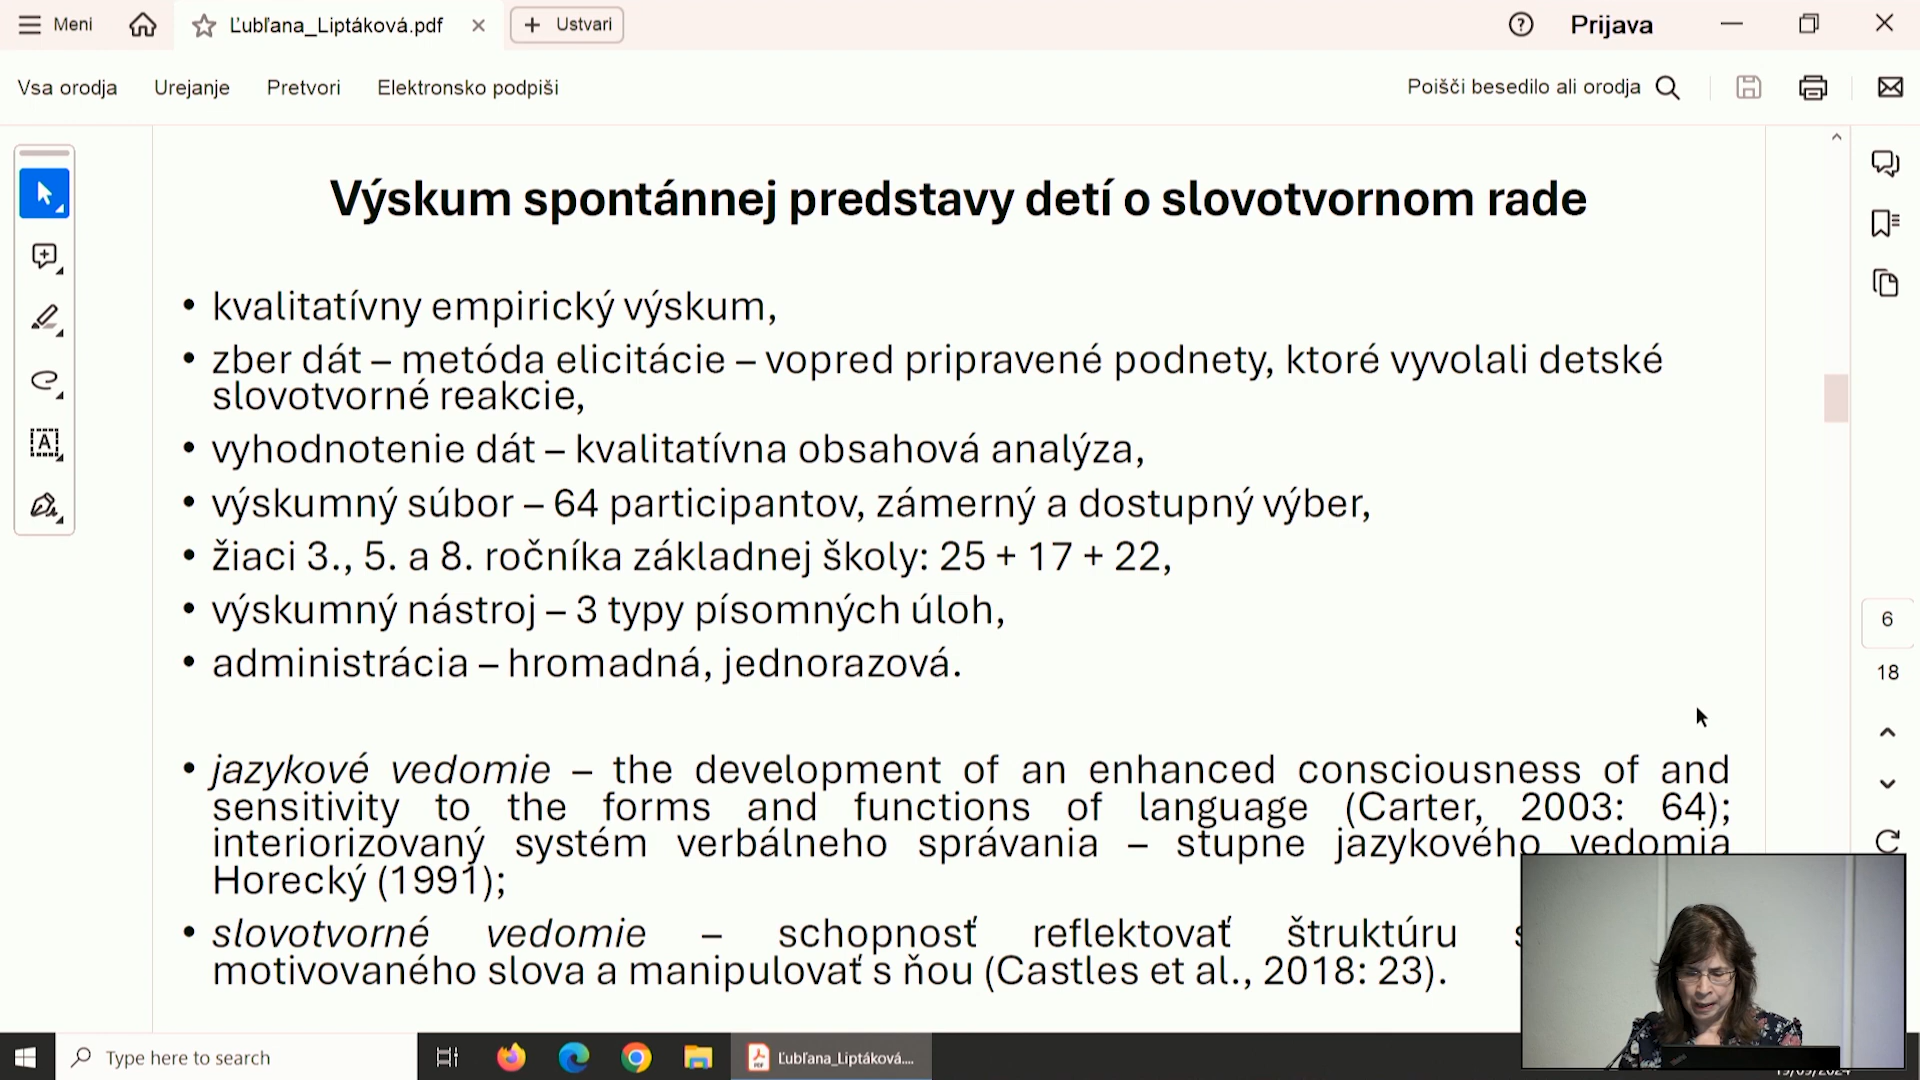 Meni
Ľubľana_Liptáková.pdf
Ustvari
Prijava
Vsa orodja
Urejanje
Pretvori
Elektronsko podpiši
Poišči besedilo ali orodja
Výskum spontánnej predstavy detí o slovotvornom rade
• kvalitatívny empirický výskum,
• zber dát – metóda elicitácie – vopred pripravené podnety, ktoré vyvolali detské
slovotvorné reakcie,
• vyhodnotenie dát – kvalitatívna obsahová analýza,
• výskumný súbor – 64 participantov, zámerný a dostupný výber,
• žiaci 3., 5. a 8. ročníka základnej školy: 25 + 17 + 22,
• výskumný nástroj – 3 typy písomných úloh,
• administrácia – hromadná, jednorazová.
• jazykové vedomie – the development of an enhanced consciousness of and
sensitivity to the forms and functions of language (Carter, 2003: 64);
interiorizovaný systém verbálneho správania – stupne jazykového vedomia
Horecký (1991);
• slovotvorné vedomie – schopnosť reflektovať štruktúru
motivovaného slova a manipulovať s ňou (Castles et al., 2018: 23).
6
18
Type here to search
Ľubľana_Liptáková....